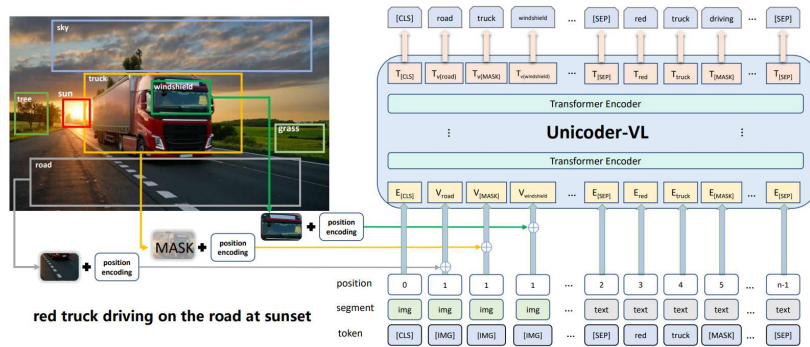 sky
truck
windshield
tree
sun
grass
road
MASK
+
position encoding
+
position encoding
+
position encoding
red truck driving on the road at sunset
[CLS] road truck windshield ... [SEP] red truck driving ... [SEP]
T[CLS] Tv(road) Tv[MASK] Tv(windshield) ... T[SEP] Tred Ttruck T[MASK] ... T[SEP]
Transformer Encoder
Unicoder-VL
Transformer Encoder
E[CLS] Vroad V[MASK] Vwindshield ... E[SEP] Ered Etruck E[MASK] ... E[SEP]
position 0 1 1 1 ... 2 3 4 5 ... n-1
segment img img img img ... text text text text ... text
token [CLS] [IMG] [IMG] [IMG] ... [SEP] red truck [MASK] ... [SEP]